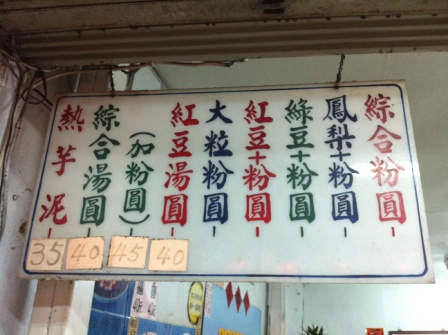 綜合粉圓
鳳梨+粉圓
綠豆+粉圓
紅豆+粉圓
大粒粉圓
紅豆湯圓
(加粉圓)
綜合湯圓
熱芋泥
35
40
45
40